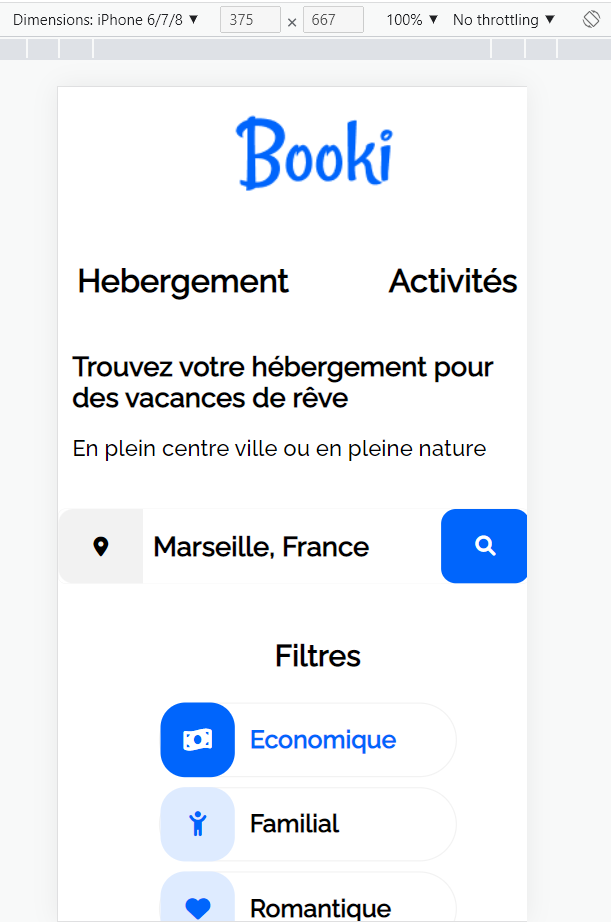 Dimensions: iPhone 6/7/8 ▼ 375 × 667 100% ▼ No throttling ▼
Booki
Hebergement Activités
Trouvez votre hébergement pour
des vacances de rêve
En plein centre ville ou en pleine nature
Marseille, France
Filtres
Economique
Familial
Romantique